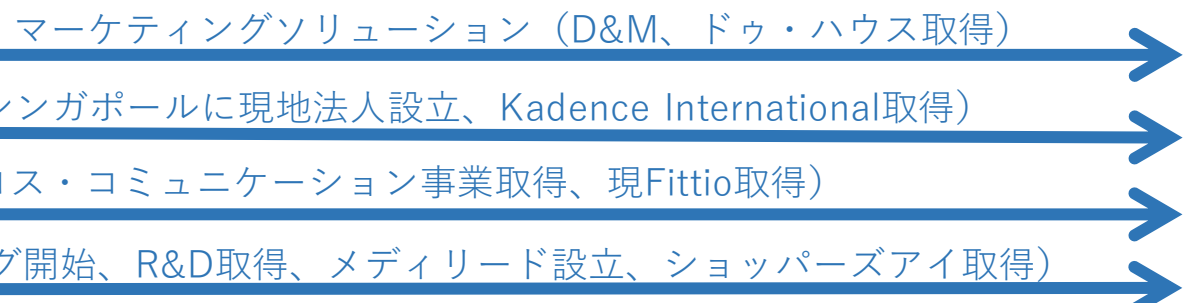 マーケティングソリューション（D&M、ドゥ・ハウス取得）
シンガポールに現地法人設立、Kadence International取得）
ス・コミュニケーション事業取得、現Fittio取得）
グ開始、R&D取得、メディリード設立、ショッパーズアイ取得）